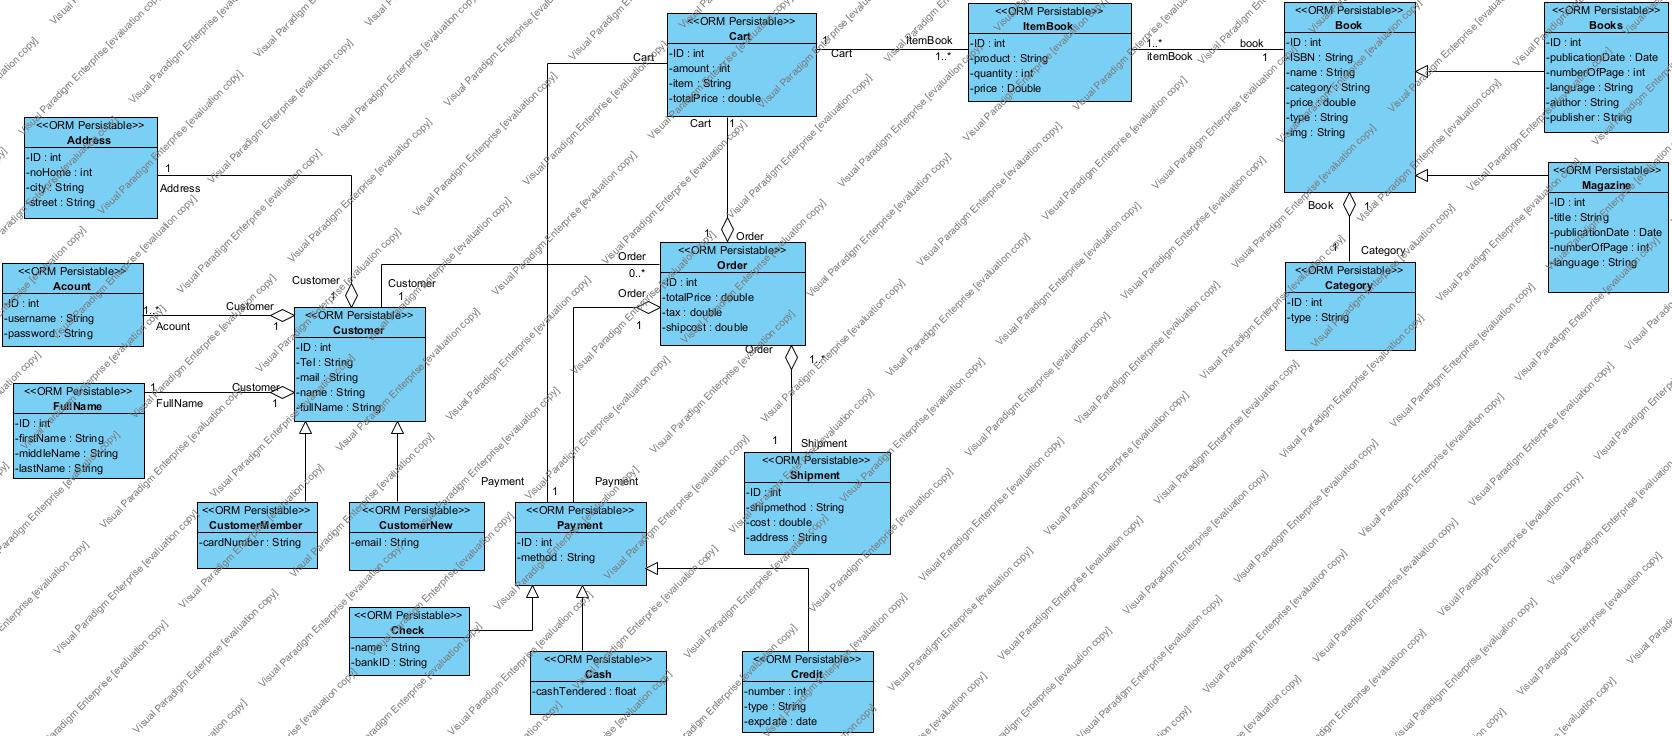 <<ORM Persistable>>
Cart
-ID : int
-amount : int
-item : String
-totalPrice : double
<<ORM Persistable>>
ItemBook
-ID : int
-product : String
-quantity : int
-price : Double
<<ORM Persistable>>
Book
-ID : int
-ISBN : String
-name : String
-category : String
-price : double
-type : String
-img : String
<<ORM Persistable>>
Books
-ID : int
-publicationDate : Date
-numberOfPage : int
-language : String
-author : String
-publisher : String
Cart
Cart
itemBook
1..*
1..*
itemBook
book
1
<<ORM Persistable>>
Address
-ID : int
-noHome : int
-city : String
-street : String
1
Address
Cart
1
1
Order
<<ORM Persistable>>
Magazine
-ID : int
-title : String
-publicationDate : Date
-numberOfPage : int
-language : String
Book
1
1
Category
<<ORM Persistable>>
Category
-ID : int
-type : String
<<ORM Persistable>>
Order
-ID : int
-totalPrice : double
-tax : double
-shipcost : double
Order
0..*
Order
1
<<ORM Persistable>>
Acount
-ID : int
-username : String
-password : String
1..*
Acount
Customer
1
Customer
Customer
1
<<ORM Persistable>>
Customer
-ID : int
-Tel : String
-mail : String
-name : String
-fullName : String
Order
1..*
1
Shipment
<<ORM Persistable>>
FullName
-ID : int
-firstName : String
-middleName : String
-lastName : String
1
FullName
Customer
1
<<ORM Persistable>>
Shipment
-ID : int
-shipmethod : String
-cost : double
-address : String
Payment
1
Payment
<<ORM Persistable>>
CustomerMember
-cardNumber : String
<<ORM Persistable>>
CustomerNew
-email : String
<<ORM Persistable>>
Payment
-ID : int
-method : String
<<ORM Persistable>>
Check
-name : String
-bankID : String
<<ORM Persistable>>
Cash
-cashTendered : float
<<ORM Persistable>>
Credit
-number : int
-type : String
-expdate : date
Visual Paradigm Enterprise [evaluation copy]